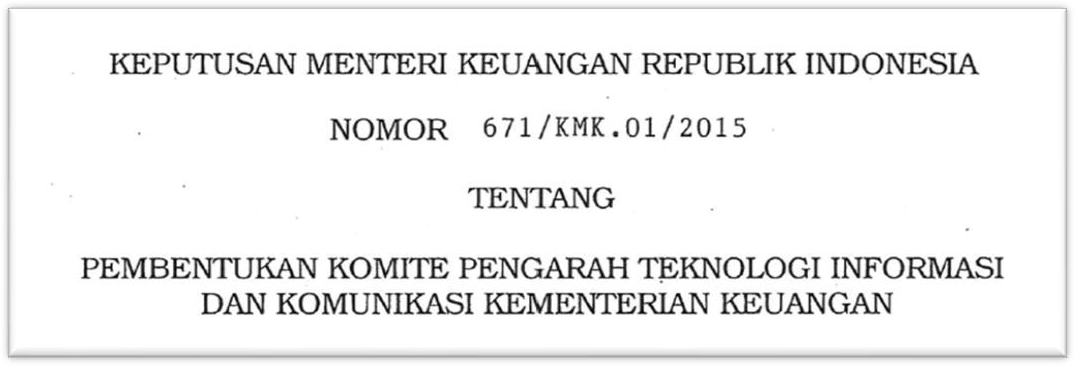 KEPUTUSAN MENTERI KEUANGAN REPUBLIK INDONESIA
NOMOR 671/KMK.01/2015
TENTANG
PEMBENTUKAN KOMITE PENGARAH TEKNOLOGI INFORMASI
DAN KOMUNIKASI KEMENTERIAN KEUANGAN